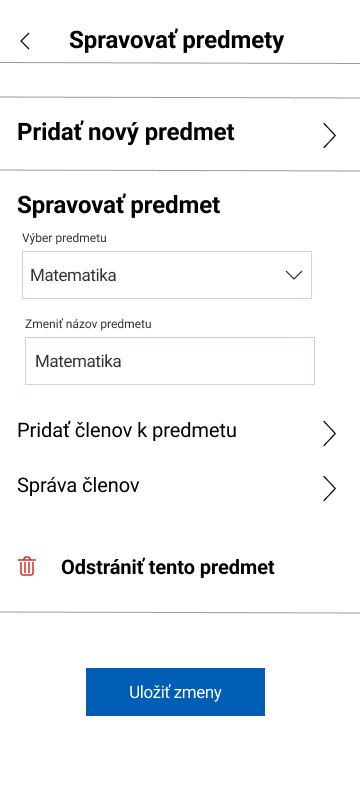 Spravovať predmety
Pridať nový predmet
Spravovať predmet
Výber predmetu
Matematika
Zmeniť názov predmetu
Matematika
Pridať členov k predmetu
Správa členov
Odstrániť tento predmet
Uložiť zmeny